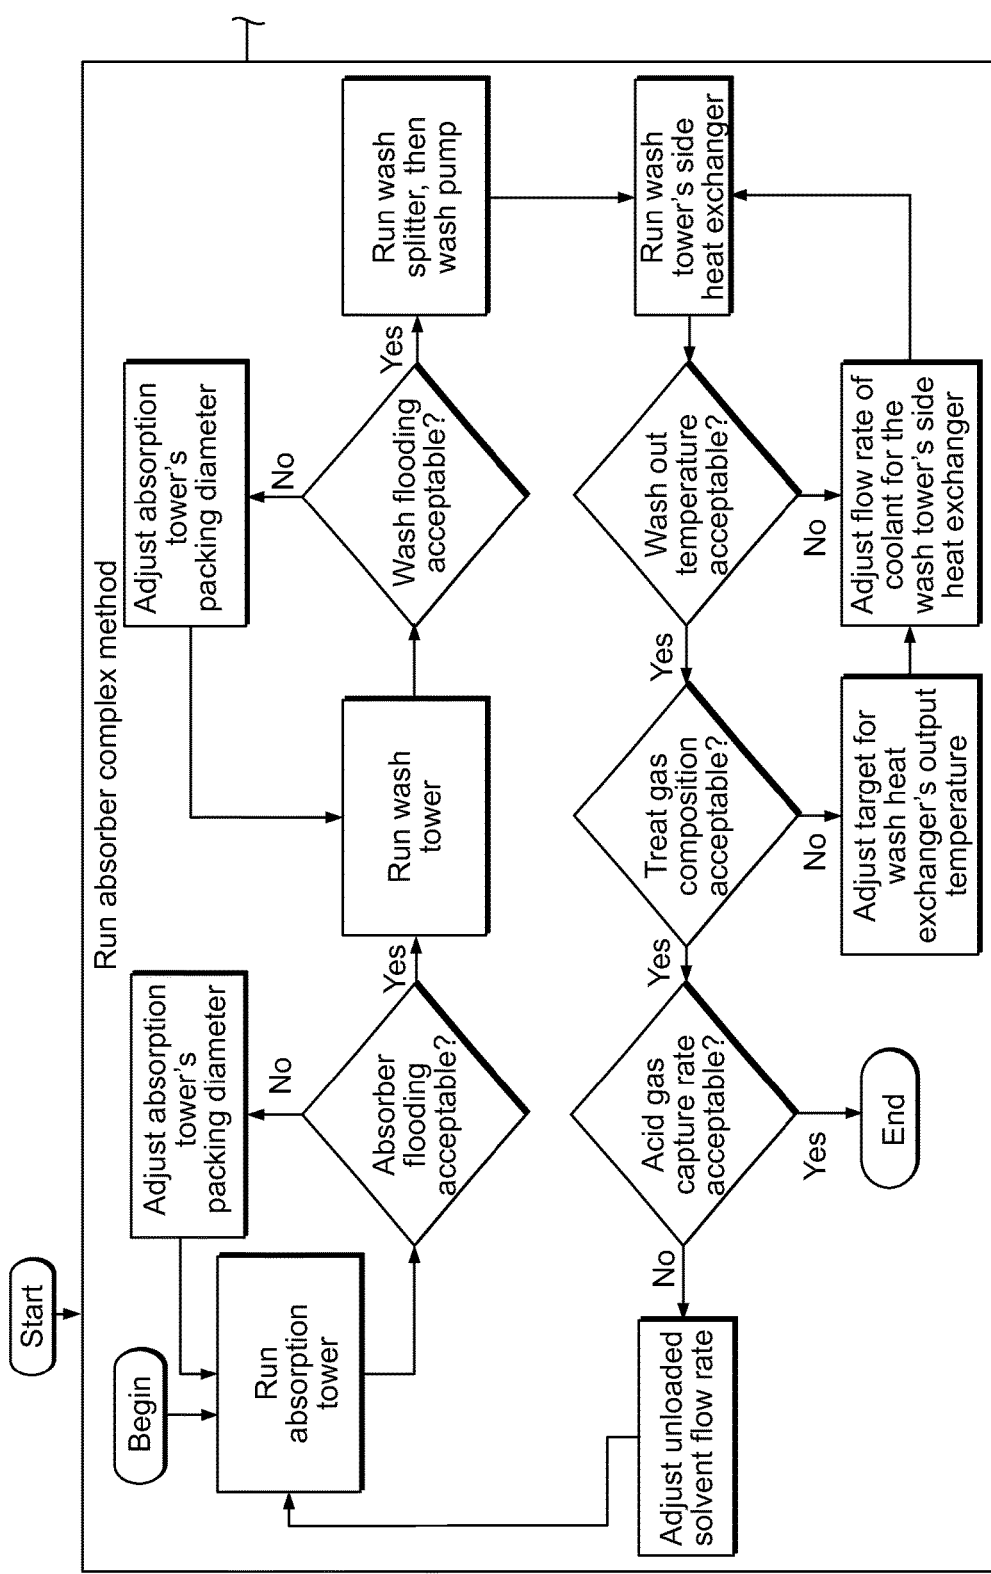 Start
Run absorber complex method
Begin
Run
absorption
tower
Adjust absorption
tower's
packing diameter
No
Absorber
flooding
acceptable?
Yes
Run wash
tower
Adjust absorption
tower's
packing diameter
No
Wash flooding
acceptable?
Yes
Run wash
splitter, then
wash pump
Run wash
tower's side
heat exchanger
Wash out
temperature
acceptable?
No
Adjust flow rate of
coolant for the
wash tower's side
heat exchanger
Yes
Treat gas
composition
acceptable?
No
Adjust target for
wash heat
exchanger's output
temperature
Yes
Acid gas
capture rate
acceptable?
Yes
End
No
Adjust unloaded
solvent flow rate